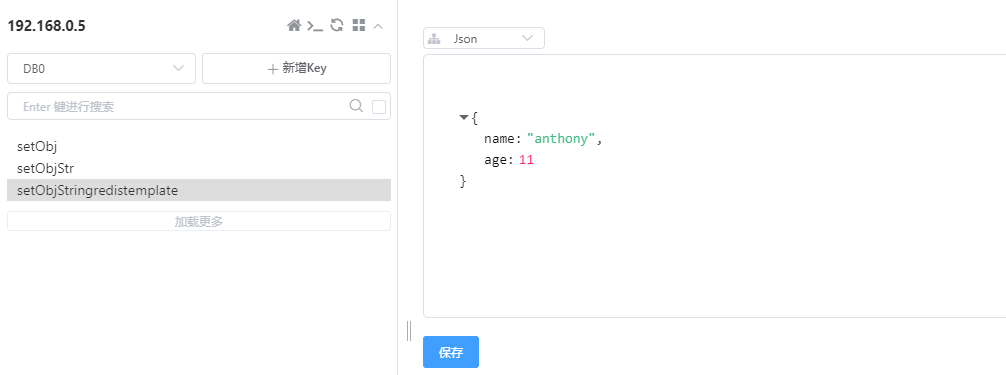 192.168.0.5
DB0
新增Key
Enter 键进行搜索
setObj
setObjStr
setObjStringredistemplate
加载更多
Json
{
name: "anthony",
age: 11
}
保存